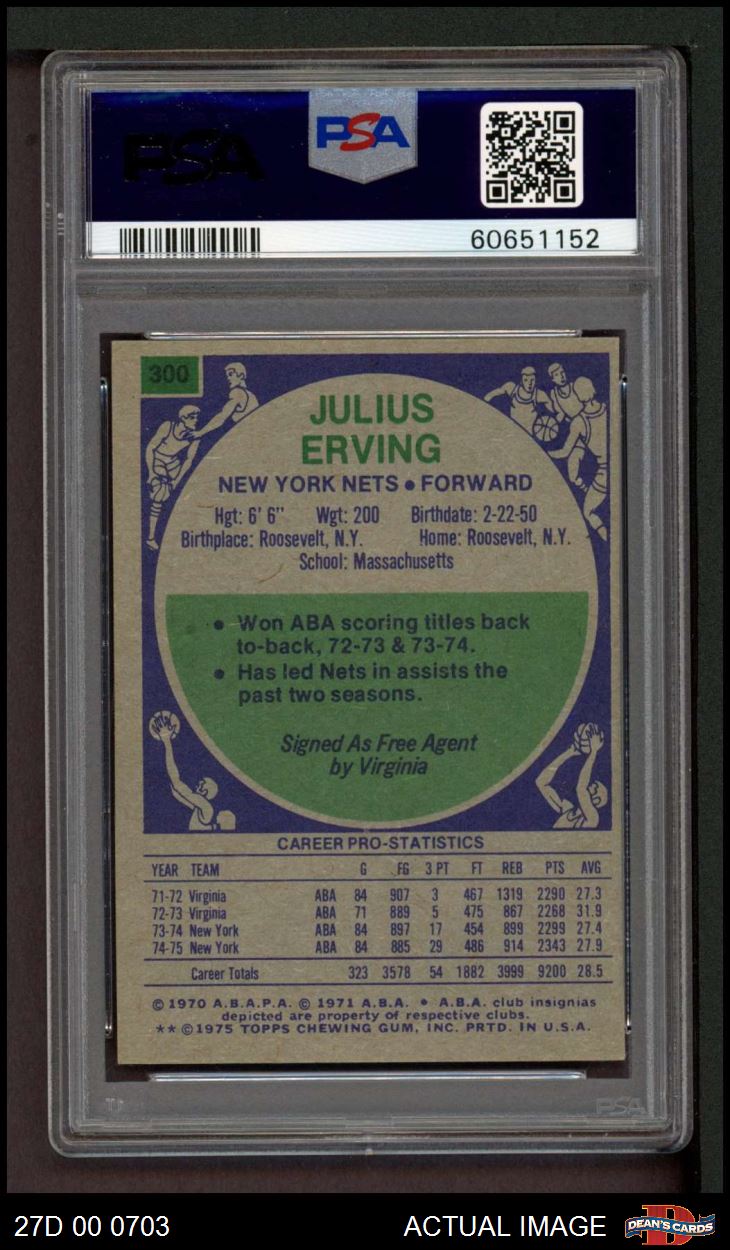 PSA
PSA
60651152
300
JULIUS
ERVING
NEW YORK NETS • FORWARD
Hgt: 6' 6" Wgt: 200 Birthdate: 2-22-50
Birthplace: Roosevelt, N.Y. Home: Roosevelt, N.Y.
School: Massachusetts
• Won ABA scoring titles back
to-back, 72-73 & 73-74.
• Has led Nets in assists the
past two seasons.
Signed As Free Agent
by Virginia
CAREER PRO-STATISTICS
YEAR TEAM G FG 3 PT FT REB PTS AVG
71-72 Virginia ABA 84 907 3 467 1319 2290 27.3
72-73 Virginia ABA 71 889 5 475 867 2268 31.9
73-74 New York ABA 84 897 17 454 899 2299 27.4
74-75 New York ABA 84 885 29 486 914 2343 27.9
Career Totals 323 3578 54 1882 3999 9200 28.5
© 1970 A.B.A.P.A. © 1971 A.B.A. • A.B.A. club insignias
depicted are property of respective clubs.
** © 1975 TOPPS CHEWING GUM, INC. PRTD. IN U.S.A.
PSA
27D 00 0703 ACTUAL IMAGE DEAN'S CARDS